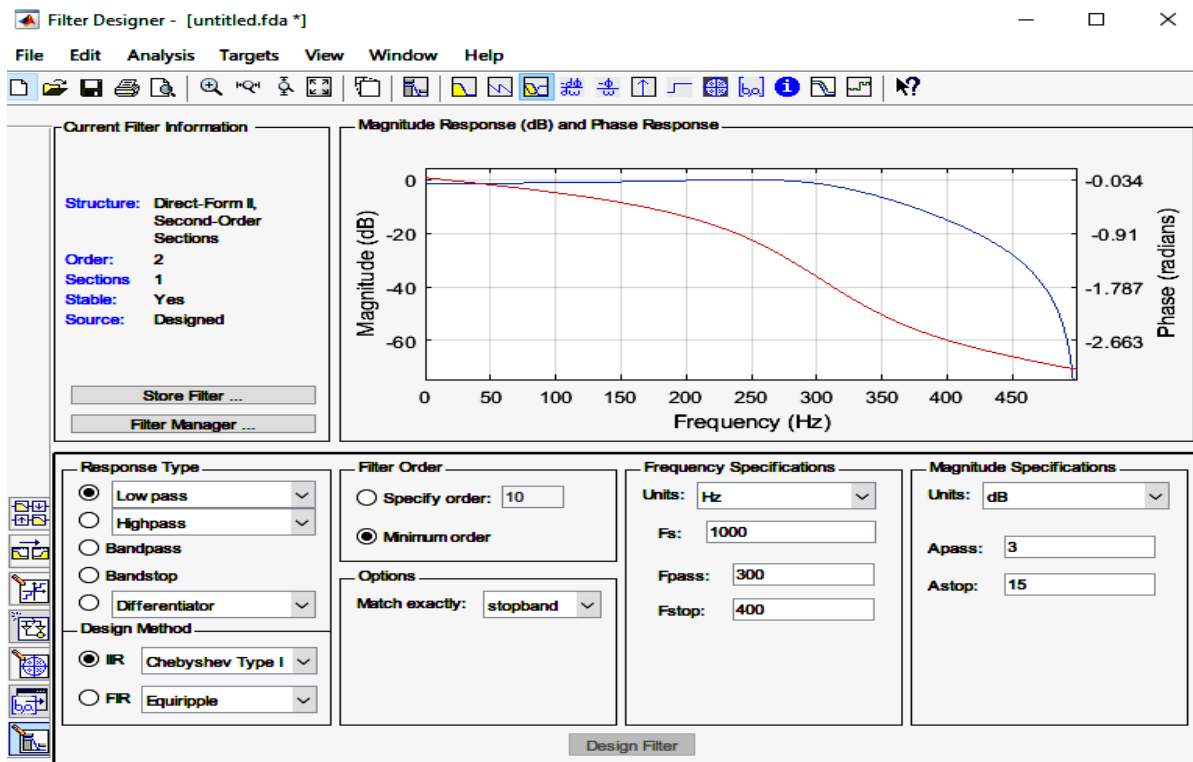 Filter Designer - [untitled.fda *]
File Edit Analysis Targets View Window Help
Current Filter Information
Structure: Direct-Form II,
Second-Order
Sections
Order: 2
Sections 1
Stable: Yes
Source: Designed
Store Filter ...
Filter Manager ...
Magnitude Response (dB) and Phase Response
Magnitude (dB)
0
-20
-40
-60
0 50 100 150 200 250 300 350 400 450
Frequency (Hz)
-0.034
-0.91
-1.787
-2.663
Phase (radians)
Response Type
Lowpass
Highpass
Bandpass
Bandstop
Differentiator
Design Method
IIR Chebyshev Type I
FIR Equiripple
Filter Order
Specify order: 10
Minimum order
Options
Match exactly: stopband
Frequency Specifications
Units: Hz
Fs: 1000
Fpass: 300
Fstop: 400
Magnitude Specifications
Units: dB
Apass: 3
Astop: 15
Design Filter